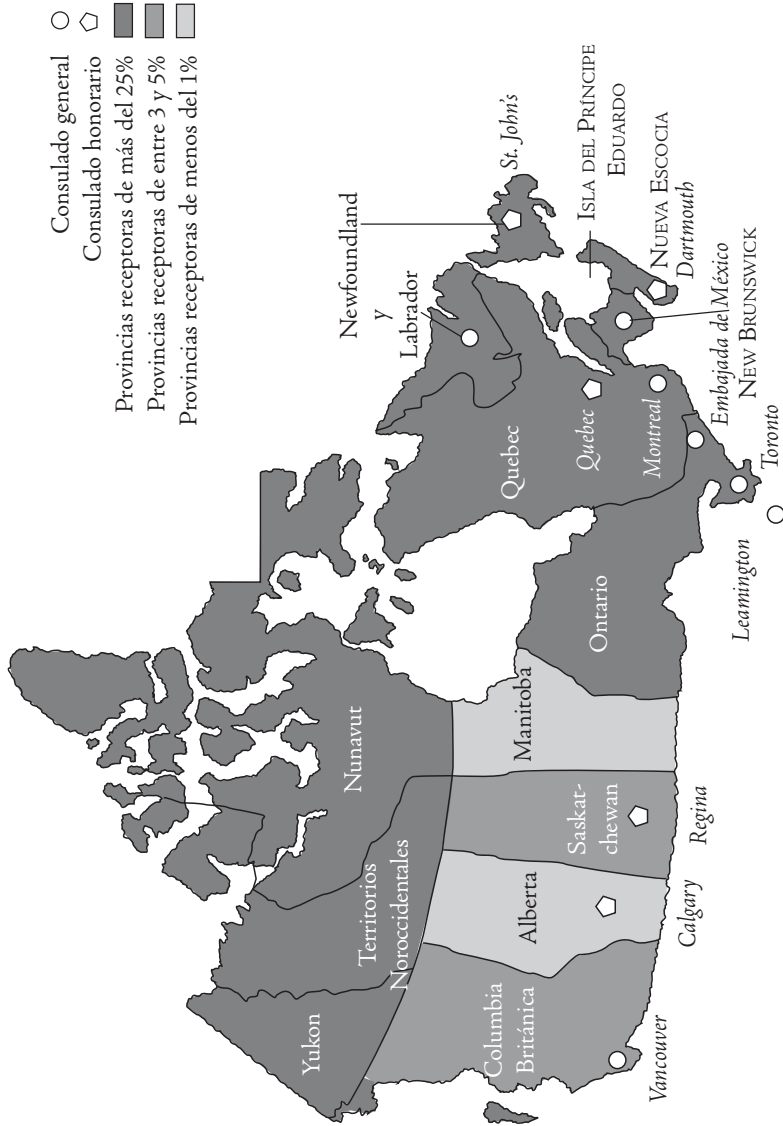 Consulado general
Consulado honorario
Provincias receptoras de más del 25%
Provincias receptoras de entre 3 y 5%
Provincias receptoras de menos del 1%
Yukon
Territorios
Noroccidentales
Nunavut
Columbia
Británica
Alberta
Saskat-
chewan
Manitoba
Ontario
Quebec
Quebec
Montreal
Newfoundland
y
Labrador
St. John's
Isla del Príncipe
Eduardo
Nueva Escocia
Dartmouth
Embajada de México
New Brunswick
Toronto
Leamington
Regina
Calgary
Vancouver